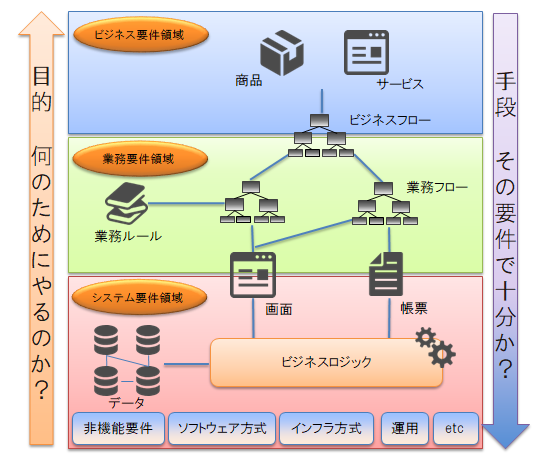 目的 何のためにやるのか？
ビジネス要件領域
商品
サービス
ビジネスフロー
業務要件領域
業務ルール
業務フロー
システム要件領域
画面
帳票
ビジネスロジック
データ
非機能要件
ソフトウェア方式
インフラ方式
運用
etc
手段 その要件で十分か？